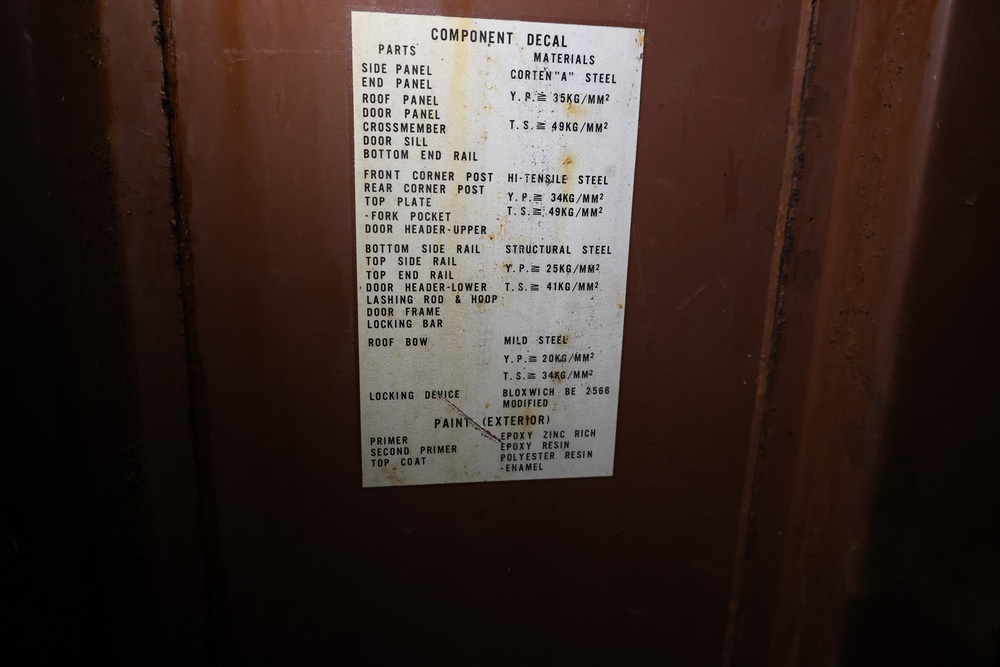 COMPONENT DECAL
PARTS MATERIALS
SIDE PANEL CORTEN"A" STEEL
END PANEL
ROOF PANEL Y.P.≧ 35KG/MM²
DOOR PANEL
CROSSMEMBER T.S.≧ 49KG/MM²
DOOR SILL
BOTTOM END RAIL
FRONT CORNER POST HI-TENSILE STEEL
REAR CORNER POST
TOP PLATE Y.P.≧ 34KG/MM²
-FORK POCKET T.S.≧ 49KG/MM²
DOOR HEADER-UPPER
BOTTOM SIDE RAIL STRUCTURAL STEEL
TOP SIDE RAIL
TOP END RAIL Y.P.≧ 25KG/MM²
DOOR HEADER-LOWER T.S.≧ 41KG/MM²
LASHING ROD & HOOP
DOOR FRAME
LOCKING BAR
ROOF BOW MILD STEEL
Y.P.≧ 20KG/MM²
T.S.≧ 34KG/MM²
LOCKING DEVICE BLOXWICH BE 2566
MODIFIED
PAINT (EXTERIOR)
PRIMER EPOXY ZINC RICH
SECOND PRIMER EPOXY RESIN
TOP COAT POLYESTER RESIN
-ENAMEL